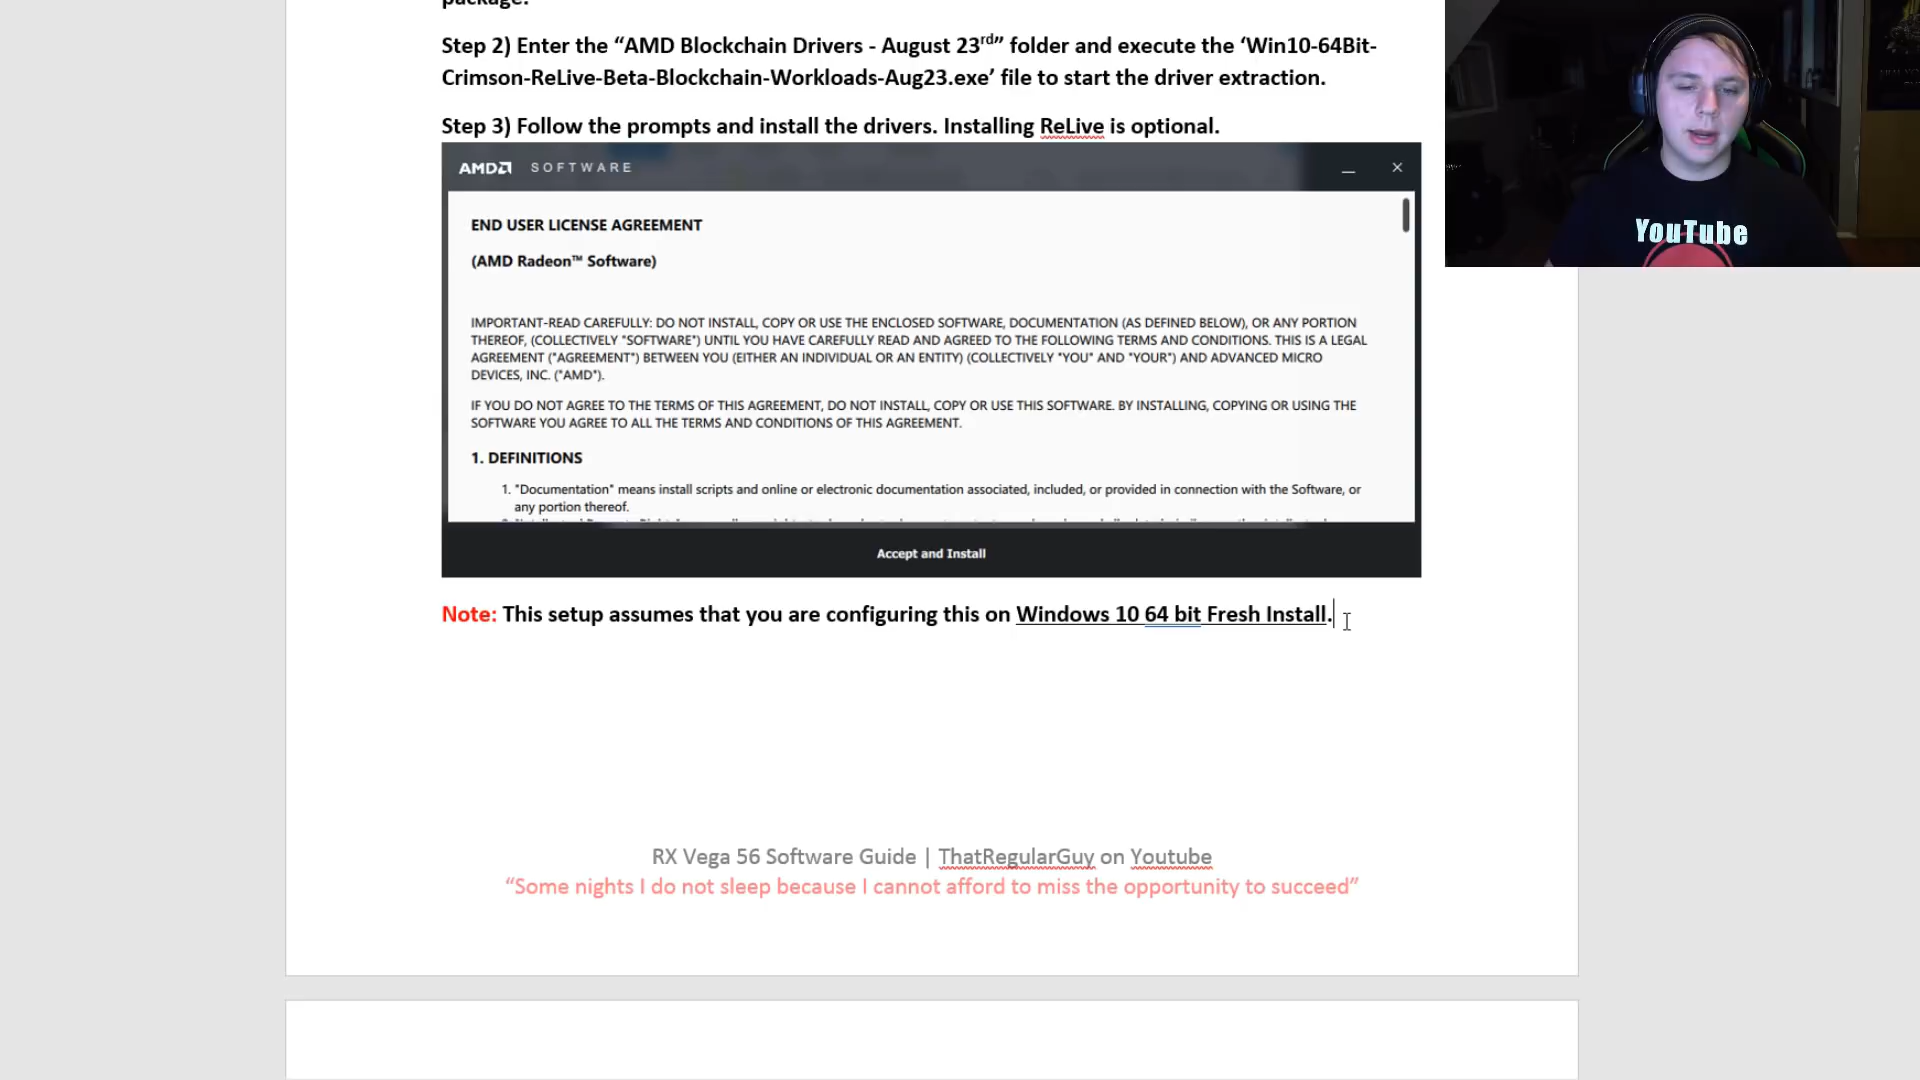 package.
Step 2) Enter the “AMD Blockchain Drivers - August 23rd” folder and execute the ‘Win10-64Bit-
Crimson-ReLive-Beta-Blockchain-Workloads-Aug23.exe’ file to start the driver extraction.
Step 3) Follow the prompts and install the drivers. Installing ReLive is optional.
AMD SOFTWARE
END USER LICENSE AGREEMENT
(AMD Radeon™ Software)
IMPORTANT-READ CAREFULLY: DO NOT INSTALL, COPY OR USE THE ENCLOSED SOFTWARE, DOCUMENTATION (AS DEFINED BELOW), OR ANY PORTION
THEREOF, (COLLECTIVELY "SOFTWARE") UNTIL YOU HAVE CAREFULLY READ AND AGREED TO THE FOLLOWING TERMS AND CONDITIONS. THIS IS A LEGAL
AGREEMENT ("AGREEMENT") BETWEEN YOU (EITHER AN INDIVIDUAL OR AN ENTITY) (COLLECTIVELY "YOU" AND "YOUR") AND ADVANCED MICRO
DEVICES, INC. ("AMD").
IF YOU DO NOT AGREE TO THE TERMS OF THIS AGREEMENT, DO NOT INSTALL, COPY OR USE THIS SOFTWARE. BY INSTALLING, COPYING OR USING THE
SOFTWARE YOU AGREE TO ALL THE TERMS AND CONDITIONS OF THIS AGREEMENT.
1. DEFINITIONS
1. "Documentation" means install scripts and online or electronic documentation associated, included, or provided in connection with the Software, or
any portion thereof.
Accept and Install
Note: This setup assumes that you are configuring this on Windows 10 64 bit Fresh Install.
RX Vega 56 Software Guide | ThatRegularGuy on Youtube
“Some nights I do not sleep because I cannot afford to miss the opportunity to succeed”
YouTube